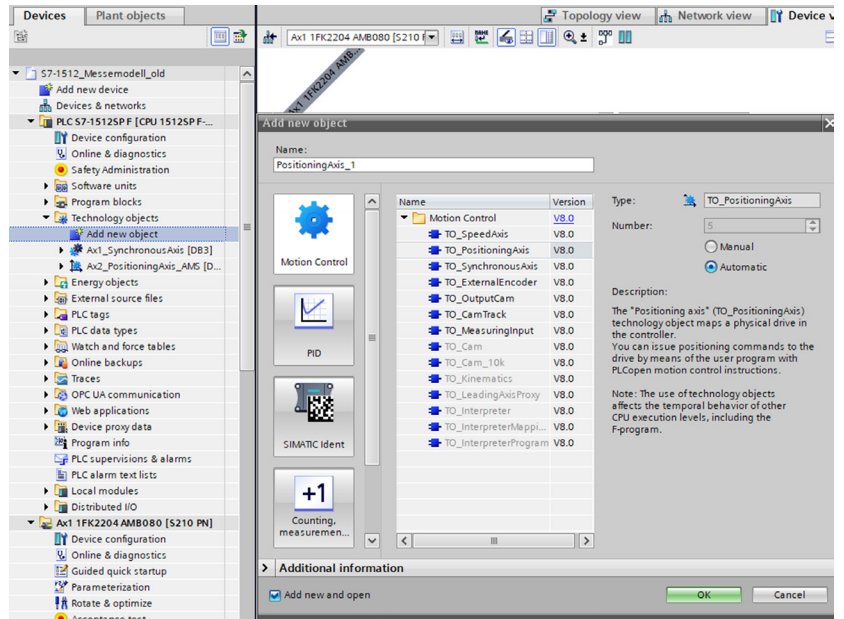 Devices
Plant objects
S7-1512_Messemodell_old
Add new device
Devices & networks
PLC S7-1512SP F [CPU 1512SP F-...
Device configuration
Online & diagnostics
Safety Administration
Software units
Program blocks
Technology objects
Add new object
Ax1_SynchronousAxis [DB3]
Ax2_PositioningAxis_AMS [D...
Energy objects
External source files
PLC tags
PLC data types
Watch and force tables
Online backups
Traces
OPC UA communication
Web applications
Device proxy data
Program info
PLC supervisions & alarms
PLC alarm text lists
Local modules
Distributed I/O
Ax1 1FK2204 AMB080 [S210 PN]
Device configuration
Online & diagnostics
Guided quick startup
Parameterization
Rotate & optimize
Acceptance test
Topology view
Network view
Device v
Ax1 1FK2204 AMB080 [S210 F
Ax1 1FK2204 AMB...
Add new object
Name:
PositioningAxis_1
Motion Control
PID
SIMATIC Ident
+1
Counting,
measuremen...
Name
Version
Motion Control V8.0
TO_SpeedAxis V8.0
TO_PositioningAxis V8.0
TO_SynchronousAxis V8.0
TO_ExternalEncoder V8.0
TO_OutputCam V8.0
TO_CamTrack V8.0
TO_MeasuringInput V8.0
TO_Cam V8.0
TO_Cam_10k V8.0
TO_Kinematics V8.0
TO_LeadingAxisProxy V8.0
TO_Interpreter V8.0
TO_InterpreterMappi... V8.0
TO_InterpreterProgram V8.0
Type: TO_PositioningAxis
Number: 5
Manual
Automatic
Description:
The "Positioning axis" (TO_PositioningAxis)
technology object maps a physical drive in
the controller.
You can issue positioning commands to the
drive by means of the user program with
PLCopen motion control instructions.
Note: The use of technology objects
affects the temporal behavior of other
CPU execution levels, including the
F-program.
Additional information
Add new and open
OK
Cancel